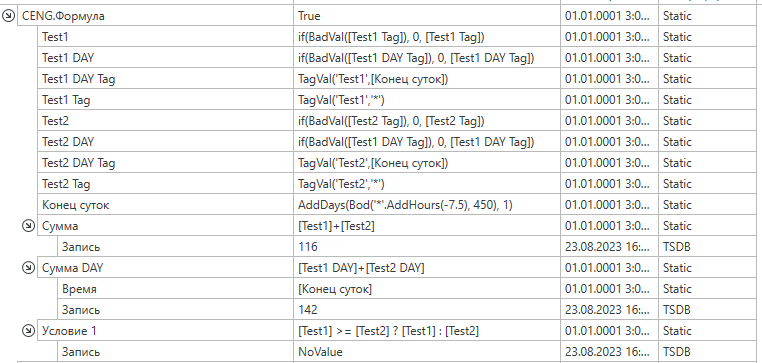 CENG.Формула True 01.01.0001 3:0... Static
Test1 if(BadVal([Test1 Tag]), 0, [Test1 Tag]) 01.01.0001 3:0... Static
Test1 DAY if(BadVal([Test1 DAY Tag]), 0, [Test1 DAY Tag]) 01.01.0001 3:0... Static
Test1 DAY Tag TagVal('Test1',[Конец суток]) 01.01.0001 3:0... Static
Test1 Tag TagVal('Test1','*') 01.01.0001 3:0... Static
Test2 if(BadVal([Test2 Tag]), 0, [Test2 Tag]) 01.01.0001 3:0... Static
Test2 DAY if(BadVal([Test1 DAY Tag]), 0, [Test1 DAY Tag]) 01.01.0001 3:0... Static
Test2 DAY Tag TagVal('Test2',[Конец суток]) 01.01.0001 3:0... Static
Test2 Tag TagVal('Test2','*') 01.01.0001 3:0... Static
Конец суток AddDays(Bod('*'.AddHours(-7.5), 450), 1) 01.01.0001 3:0... Static
Сумма [Test1]+[Test2] 01.01.0001 3:0... Static
Запись 116 23.08.2023 16:... TSDB
Сумма DAY [Test1 DAY]+[Test2 DAY] 01.01.0001 3:0... Static
Время [Конец суток] 01.01.0001 3:0... Static
Запись 142 23.08.2023 16:... TSDB
Условие 1 [Test1] >= [Test2] ? [Test1] : [Test2] 01.01.0001 3:0... Static
Запись NoValue 23.08.2023 16:... TSDB